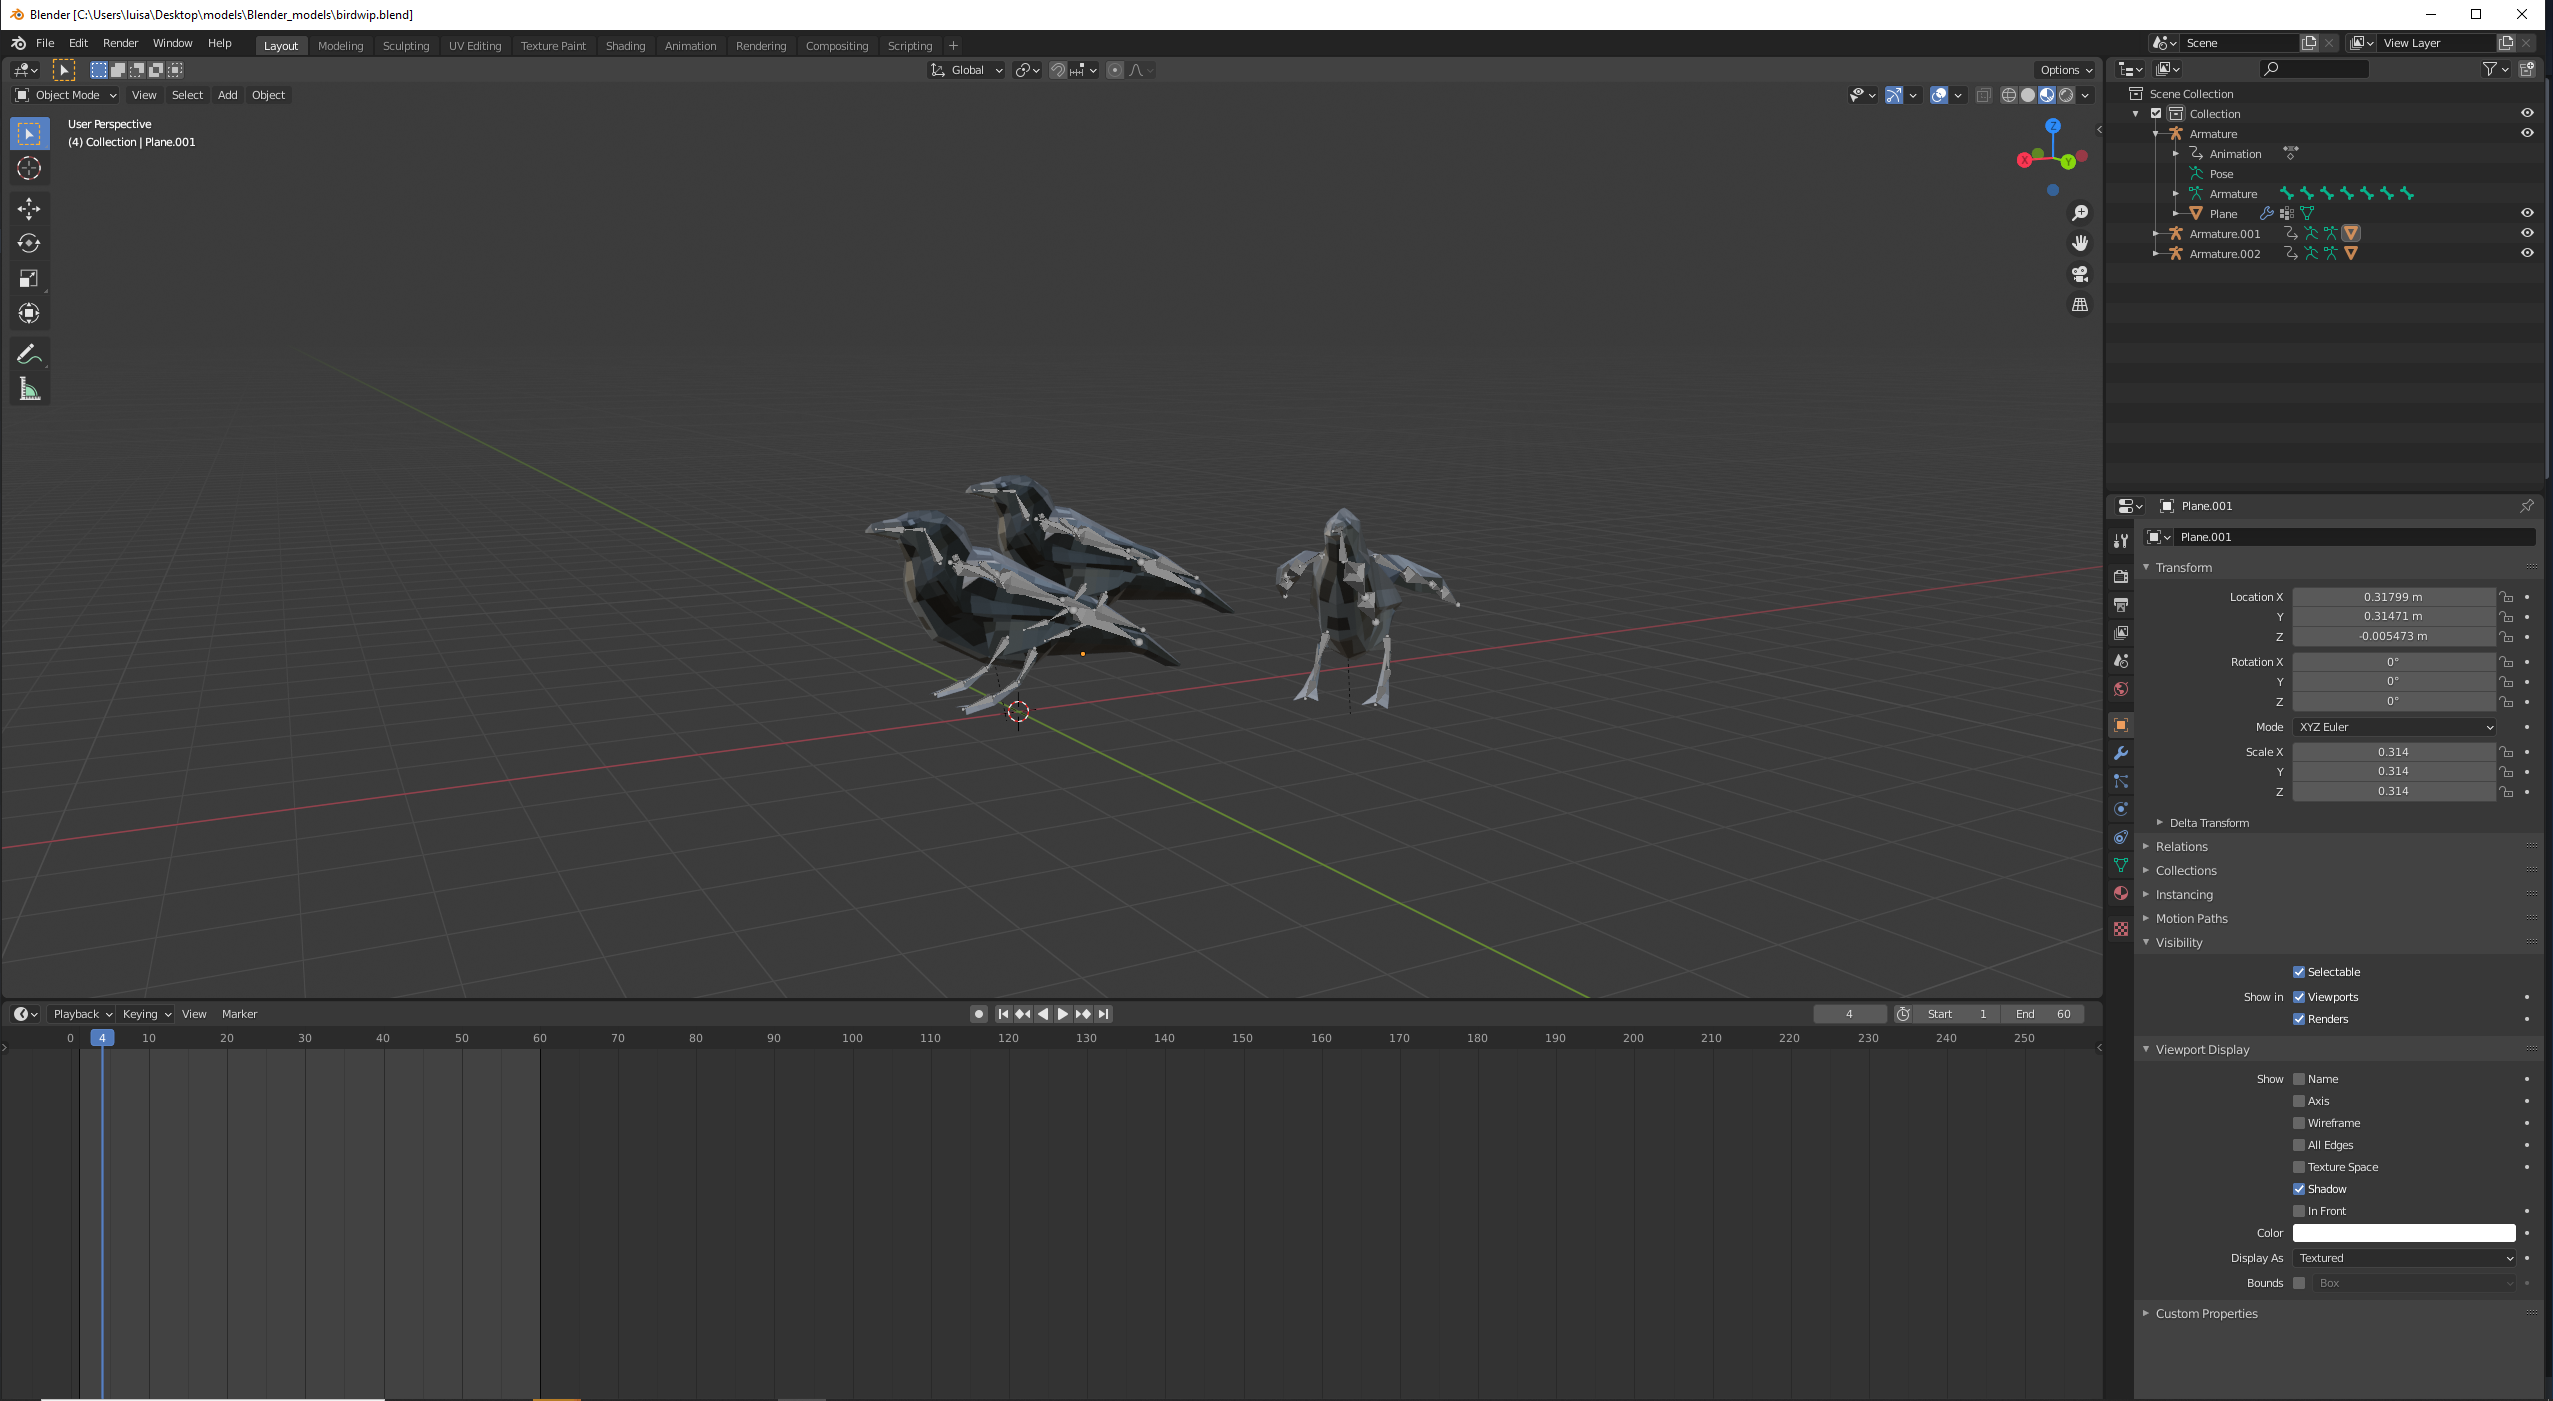 Blender [C:\Users\luisa\Desktop\models\Blender_models\birdwip.blend]
File Edit Render Window Help Layout Modeling Sculpting UV Editing Texture Paint Shading Animation Rendering Compositing Scripting + Scene View Layer
Global Options
Object Mode View Select Add Object
User Perspective
(4) Collection | Plane.001
Z
X
Y
Scene Collection
Collection
Armature
Animation
Pose
Armature
Plane
Armature.001
Armature.002
Plane.001
Plane.001
Transform
Location X 0.31799 m
Y 0.31471 m
Z -0.005473 m
Rotation X 0°
Y 0°
Z 0°
Mode XYZ Euler
Scale X 0.314
Y 0.314
Z 0.314
Delta Transform
Relations
Collections
Instancing
Motion Paths
Visibility
Selectable
Show in Viewports
Renders
Viewport Display
Show Name
Axis
Wireframe
All Edges
Texture Space
Shadow
In Front
Color
Display As Textured
Bounds Box
Custom Properties
Playback Keying View Marker 4 Start 1 End 60
0 4 10 20 30 40 50 60 70 80 90 100 110 120 130 140 150 160 170 180 190 200 210 220 230 240 250